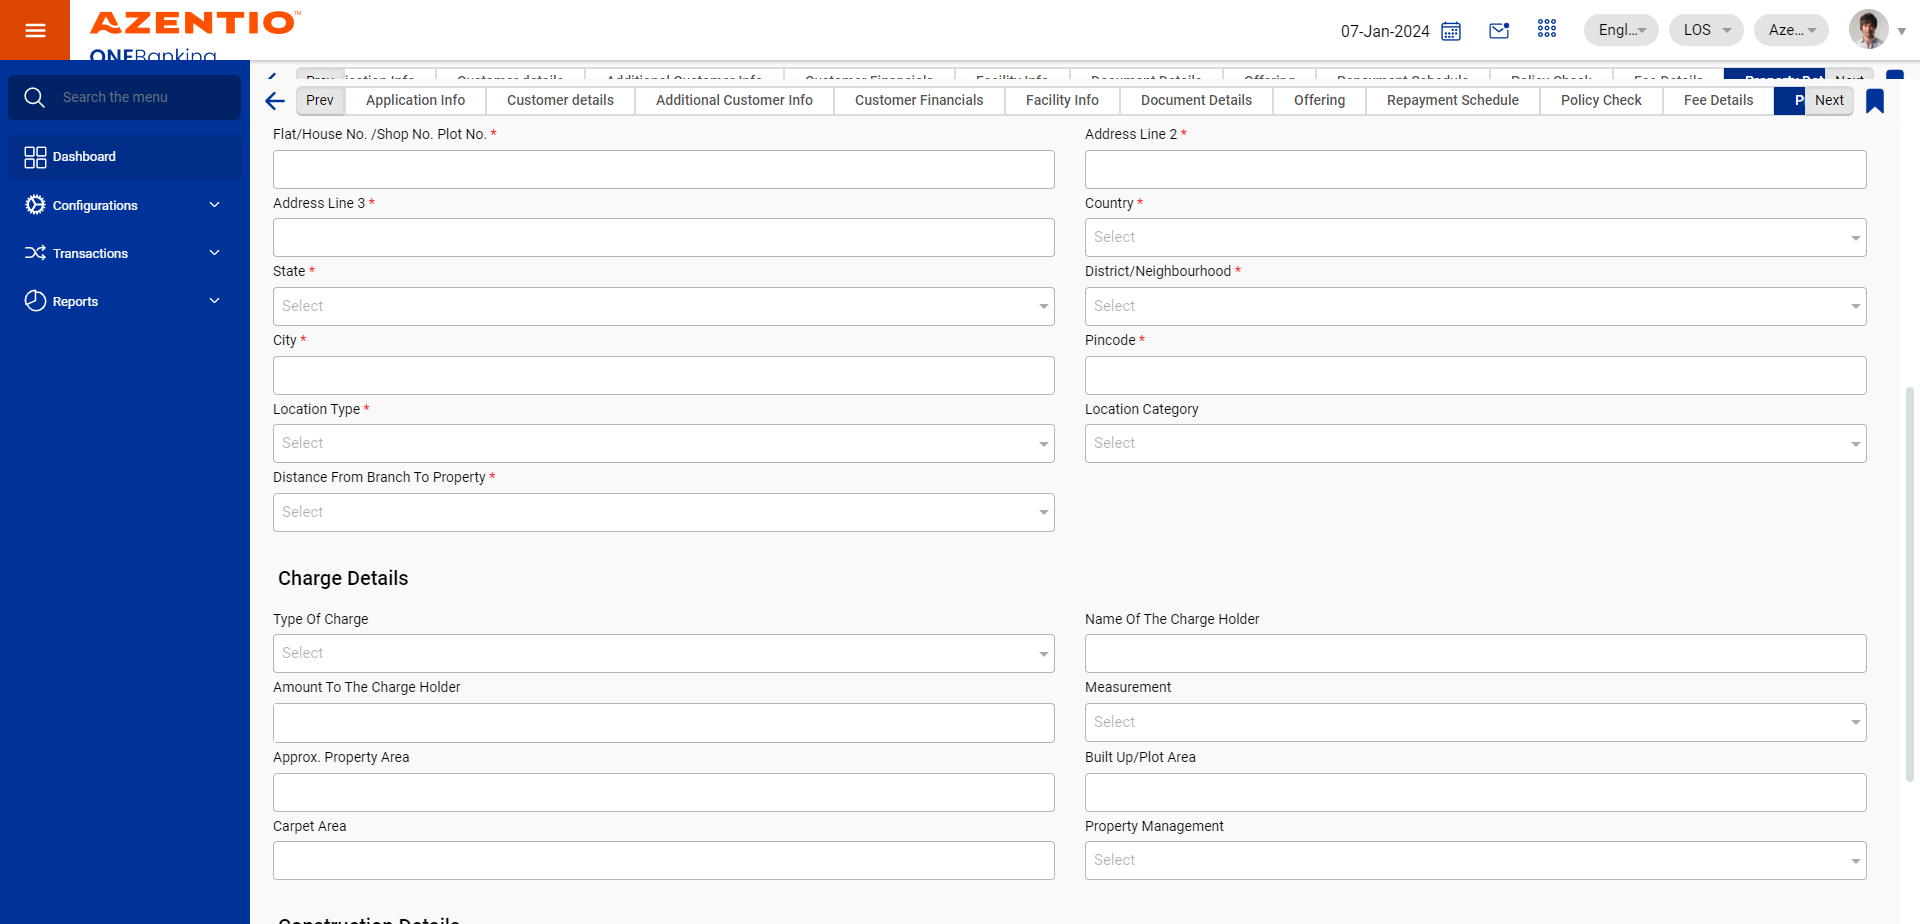 AZENTIO™
ONEBanking
07-Jan-2024
Engl...
LOS
Aze...
Search the menu
Dashboard
Configurations
Transactions
Reports
Prev
Application Info
Customer details
Additional Customer Info
Customer Financials
Facility Info
Document Details
Offering
Repayment Schedule
Policy Check
Fee Details
P
Next
Flat/House No. /Shop No. Plot No. *
Address Line 2 *
Address Line 3 *
Country *
Select
State *
Select
District/Neighbourhood *
Select
City *
Pincode *
Location Type *
Select
Location Category
Select
Distance From Branch To Property *
Select
Charge Details
Type Of Charge
Select
Name Of The Charge Holder
Amount To The Charge Holder
Measurement
Select
Approx. Property Area
Built Up/Plot Area
Carpet Area
Property Management
Select
Construction Details